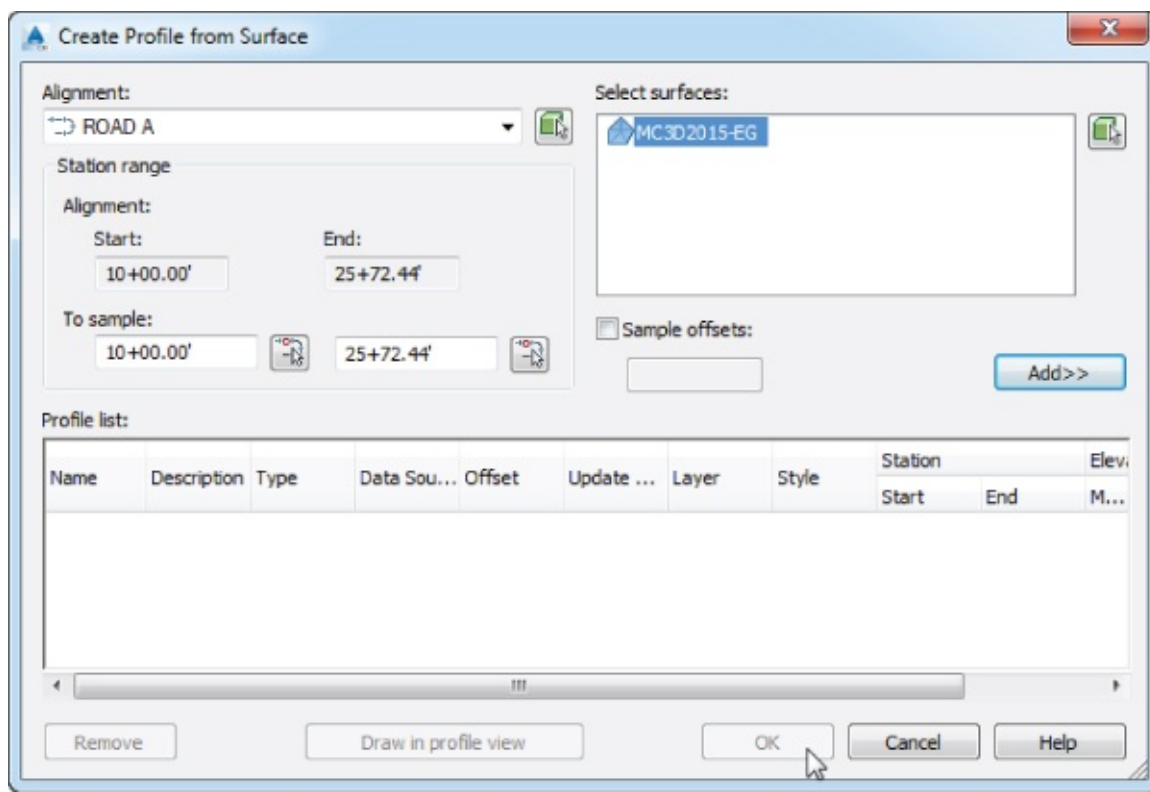 Create Profile from Surface
Alignment:
ROAD A
Select surfaces:
MC3D2015-EG
Station range
Alignment:
Start: End:
10+00.00' 25+72.44'
To sample:
10+00.00' 25+72.44'
Sample offsets:
Add>>
Profile list:
Name Description Type Data Sou... Offset Update ... Layer Style Station Eleva
Start End M...
Remove Draw in profile view OK Cancel Help